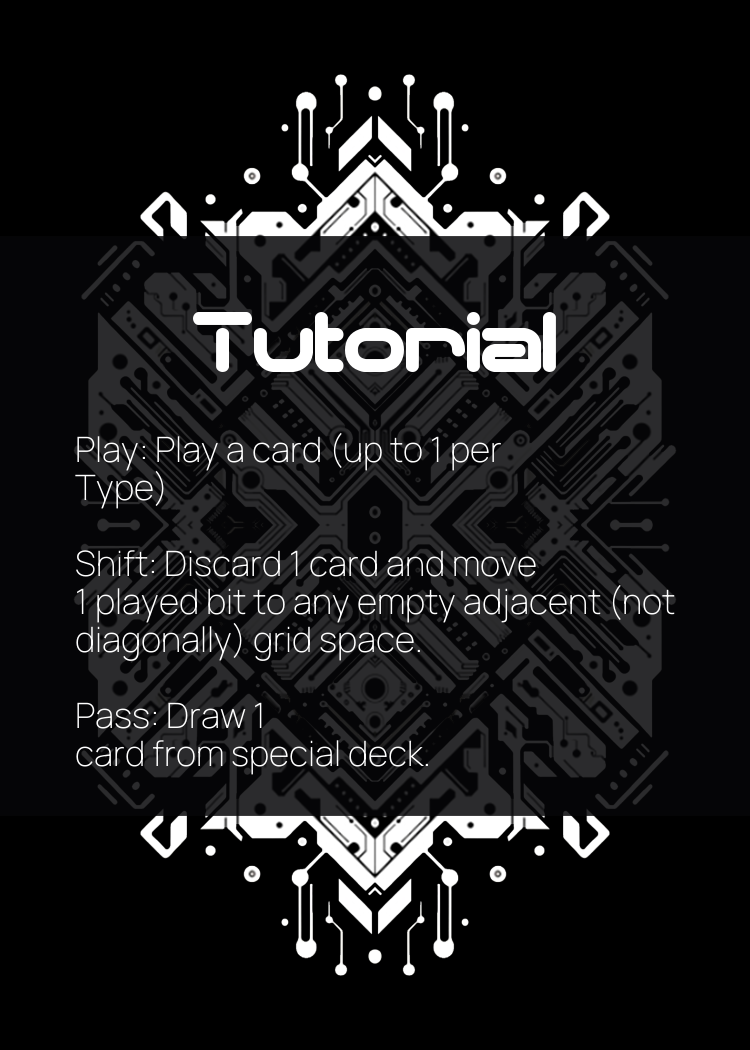 Tutorial
Play: Play a card (up to 1 per
Type)
Shift: Discard 1 card and move
1 played bit to any empty adjacent (not
diagonally) grid space.
Pass: Draw 1
card from special deck.